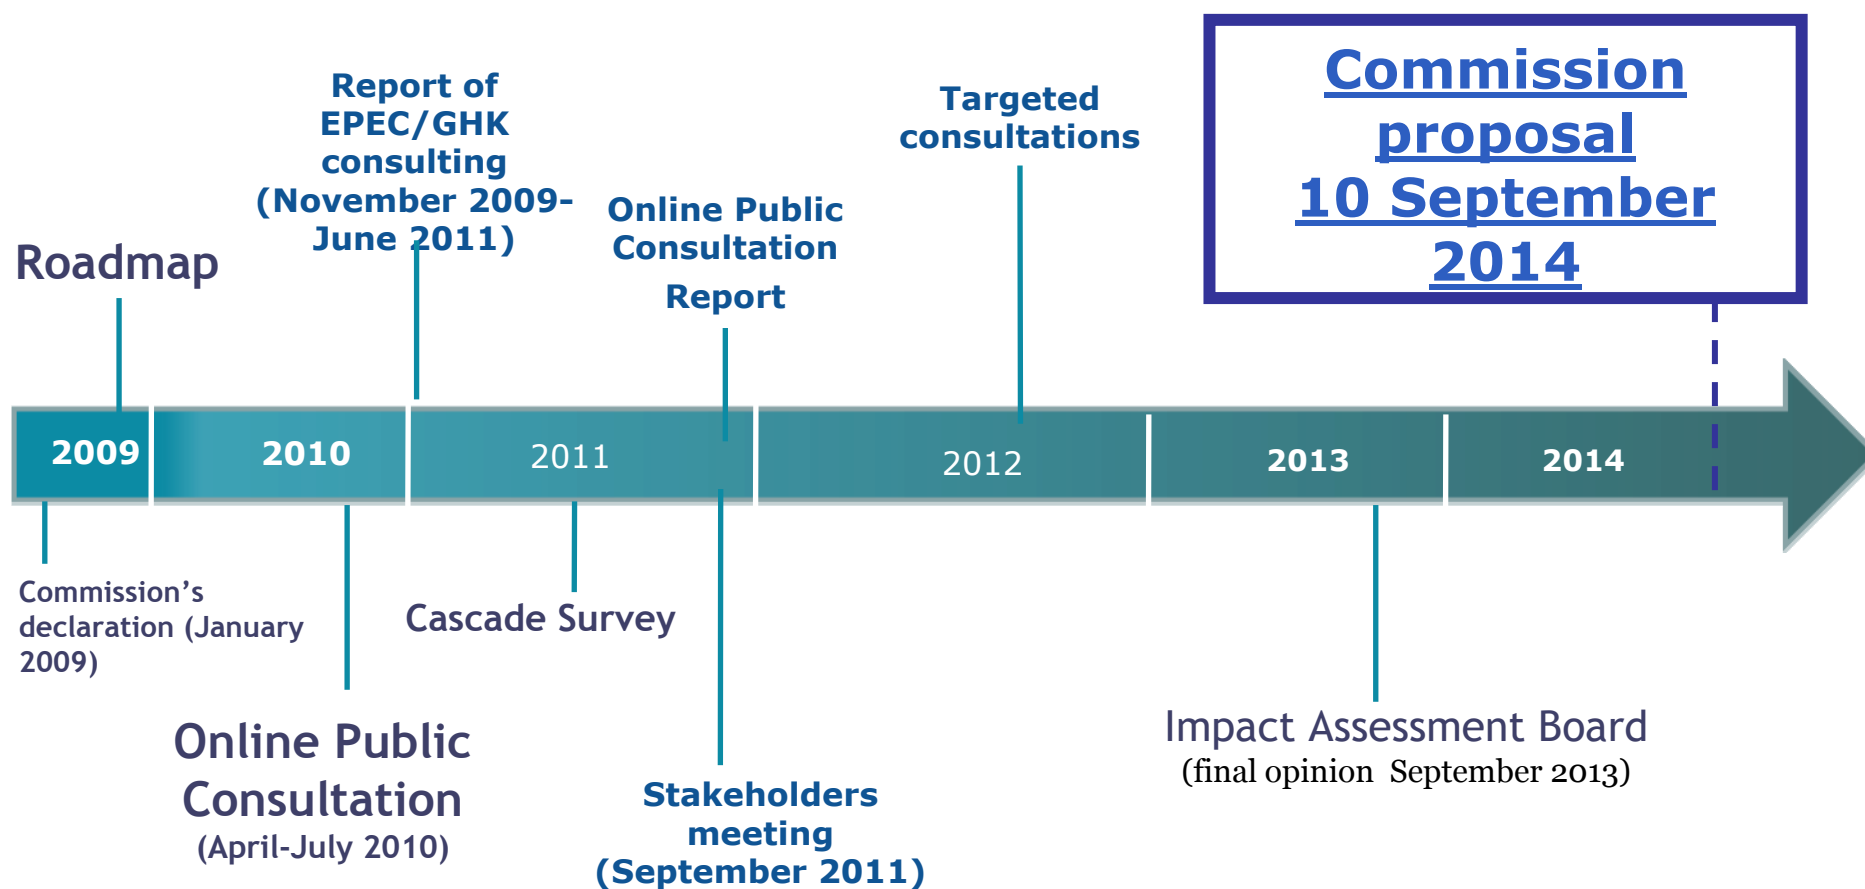 Commission
proposal
10 September
2014
Report of
EPEC/GHK
consulting
(November 2009-
June 2011)
Targeted
consultations
Online Public
Consultation
Report
Roadmap
2009
2010
2011
2012
2013
2014
Commission’s
declaration (January
2009)
Cascade Survey
Online Public
Consultation
(April-July 2010)
Stakeholders
meeting
(September 2011)
Impact Assessment Board
(final opinion  September 2013)